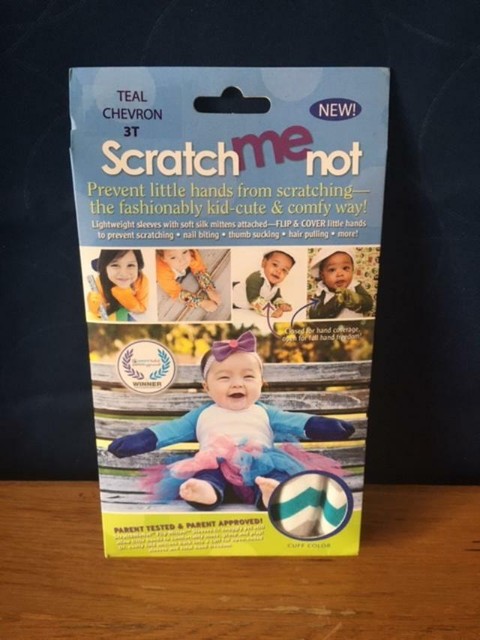 TEAL
CHEVRON
3T
NEW!
Scratch me not
Prevent little hands from scratching—
the fashionably kid-cute & comfy way!
Lightweight sleeves with soft silk mittens attached—FLIP & COVER little hands
to prevent scratching • nail biting • thumb sucking • hair pulling • more!
Closed for hand coverage,
open for full hand freedom!
WINNER
PARENT TESTED & PARENT APPROVED!
CUFF COLOR